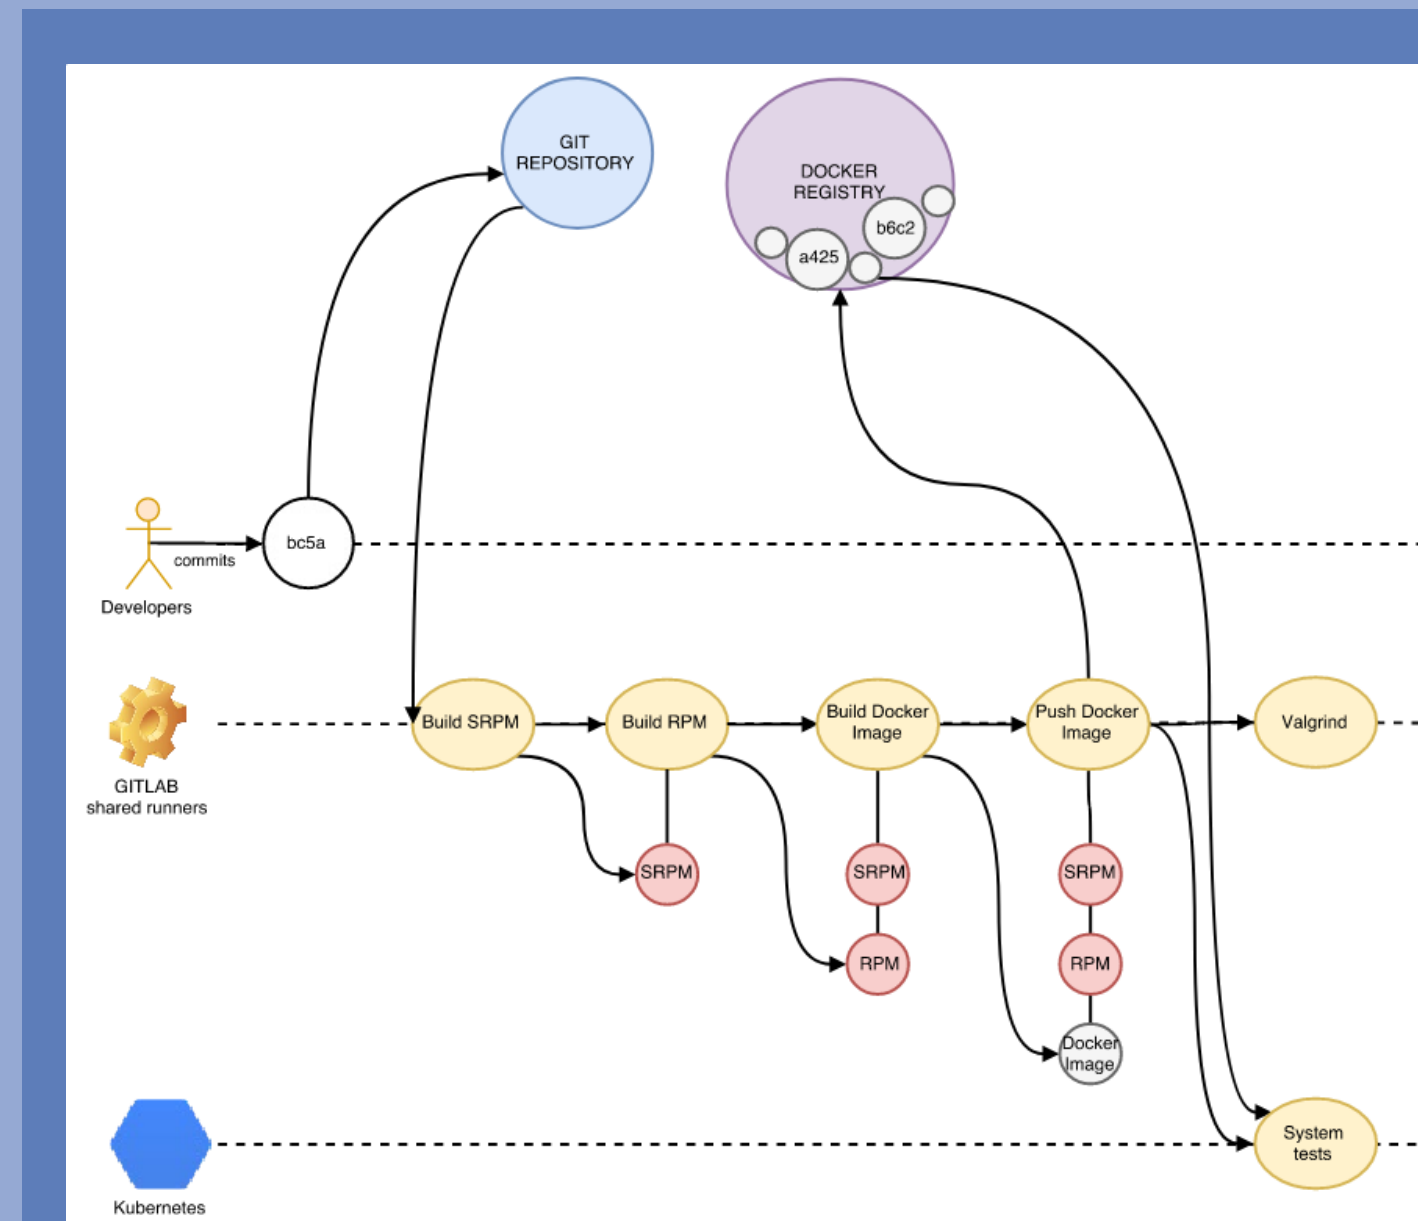 GIT
REPOSITORY
DOCKER
REGISTRY
b6c2
a425
bc5a
commits
Developers
Build SRPM
Build RPM
Build Docker
Image
Push Docker
Image
Valgrind
GITLAB
shared runners
SRPM
SRPM
SRPM
RPM
RPM
Docker
Image
System
tests
Kubernetes